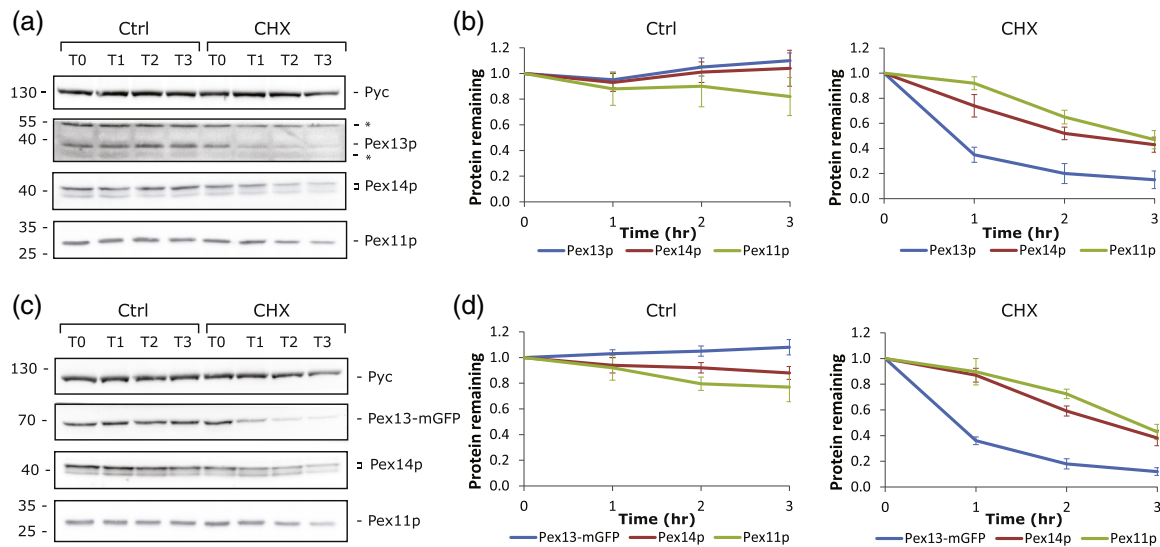 (a)
Ctrl CHX
T0 T1 T2 T3 T0 T1 T2 T3
130 - - Pyc
55 - - *
40 - - Pex13p
- *
40 - Pex14p
35 -
- Pex11p
25 -
(b)
Ctrl
Protein remaining
1.2
1.0
0.8
0.6
0.4
0.2
0.0
0 1 2 3
Time (hr)
Pex13p Pex14p Pex11p
CHX
Protein remaining
1.2
1.0
0.8
0.6
0.4
0.2
0.0
0 1 2 3
Time (hr)
Pex13p Pex14p Pex11p
(c)
Ctrl CHX
T0 T1 T2 T3 T0 T1 T2 T3
130 -
- Pyc
70 - - Pex13-mGFP
40 - Pex14p
35 -
- Pex11p
25 -
(d)
Ctrl
Protein remaining
1.2
1.0
0.8
0.6
0.4
0.2
0.0
0 1 2 3
Time (hr)
Pex13-mGFP Pex14p Pex11p
CHX
Protein remaining
1.2
1.0
0.8
0.6
0.4
0.2
0.0
0 1 2 3
Time (hr)
Pex13-mGFP Pex14p Pex11p